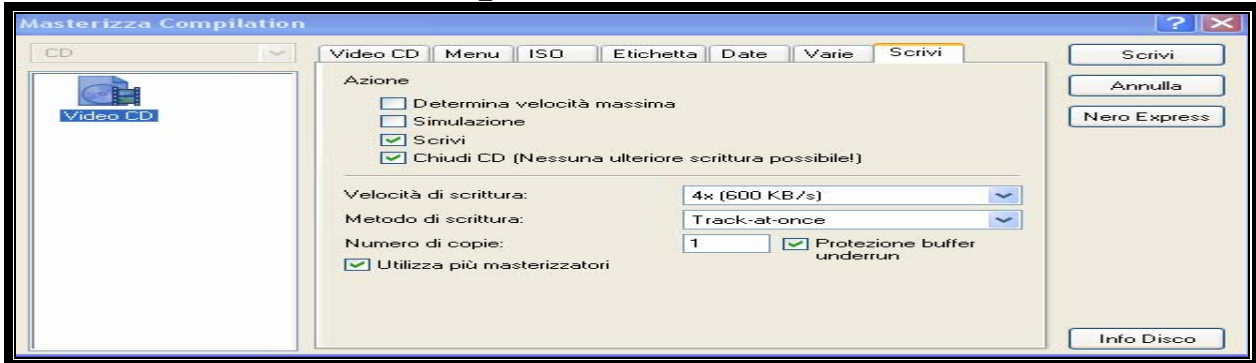 Masterizza Compilation
CD
Video CD
Video CD Menu ISO Etichetta Date Varie Scrivi
Azione
Determina velocità massima
Simulazione
Scrivi
Chiudi CD (Nessuna ulteriore scrittura possibile!)
Velocità di scrittura: 4x (600 KB/s)
Metodo di scrittura: Track-at-once
Numero di copie: 1 Protezione buffer
underrun
Utilizza più masterizzatori
Scrivi
Annulla
Nero Express
Info Disco